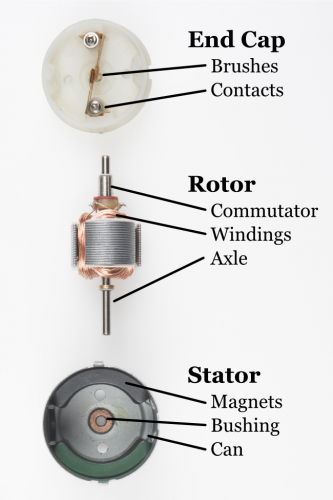 End Cap
Brushes
Contacts
Rotor
Commutator
Windings
Axle
Stator
Magnets
Bushing
Can